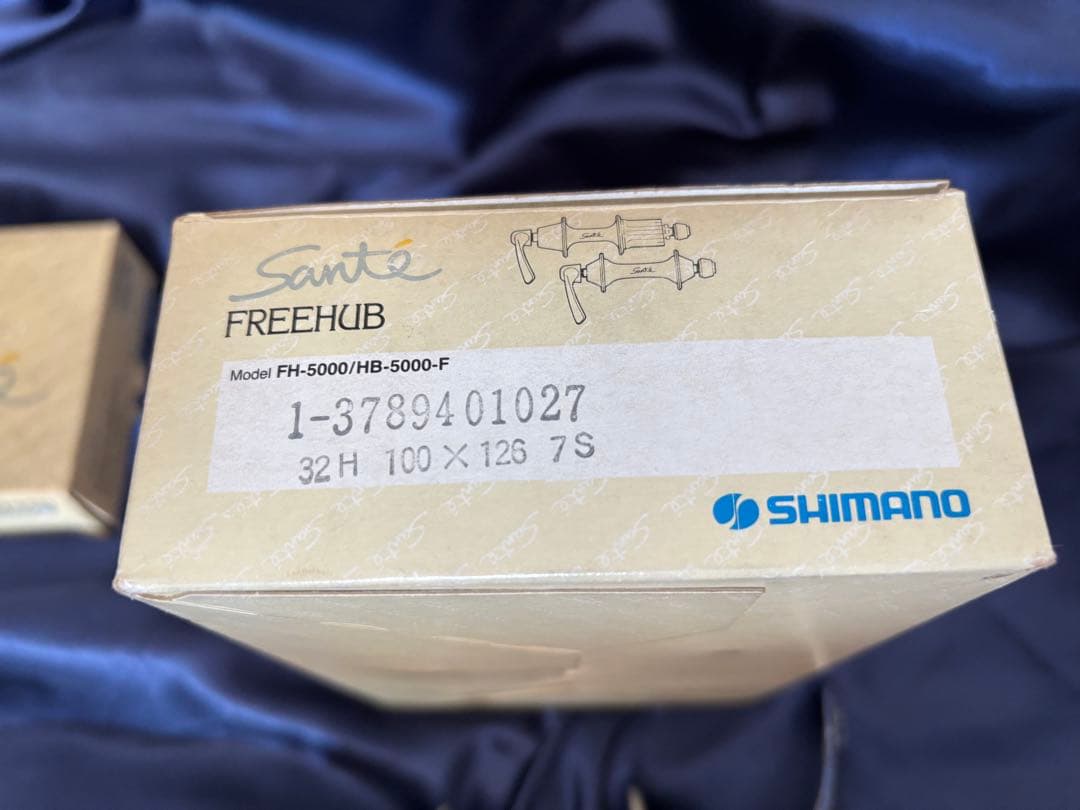 Santé
FREEHUB
Model FH-5000/HB-5000-F
1-3789401027
32H 100×126 7S
SHIMANO